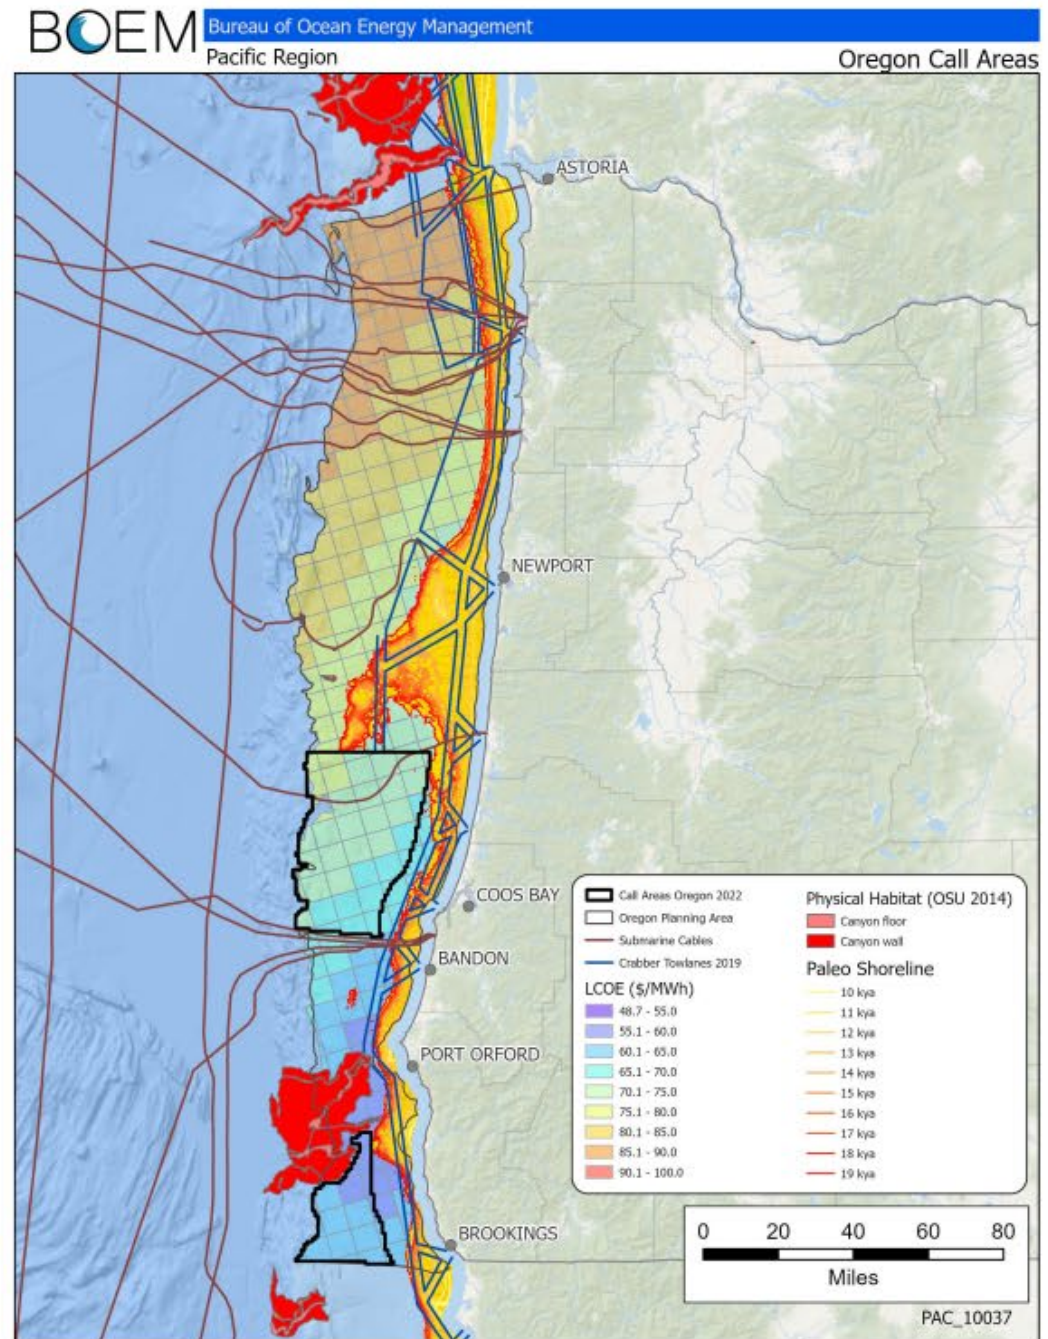 BOEM
Bureau of Ocean Energy Management
Pacific Region
Oregon Call Areas
ASTORIA
NEWPORT
COOS BAY
BANDON
PORT ORFORD
BROOKINGS
Call Areas Oregon 2022
Oregon Planning Area
Submarine Cables
Crabber Towlanes 2019
LCOE ($/MWh)
48.7 - 55.0
55.1 - 60.0
60.1 - 65.0
65.1 - 70.0
70.1 - 75.0
75.1 - 80.0
80.1 - 85.0
85.1 - 90.0
90.1 - 100.0
Physical Habitat (OSU 2014)
Canyon floor
Canyon wall
Paleo Shoreline
10 kya
11 kya
12 kya
13 kya
14 kya
15 kya
16 kya
17 kya
18 kya
19 kya
0 20 40 60 80
Miles
PAC_10037